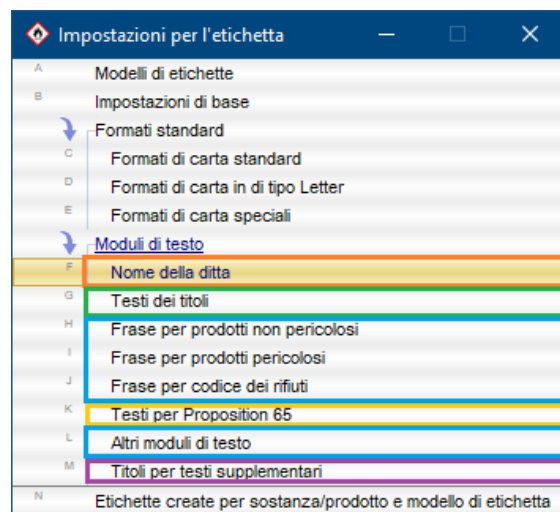 Impostazioni per l'etichetta
A Modelli di etichette
B Impostazioni di base
Formati standard
C Formati di carta standard
D Formati di carta in di tipo Letter
E Formati di carta speciali
Moduli di testo
F Nome della ditta
G Testi dei titoli
H Frase per prodotti non pericolosi
I Frase per prodotti pericolosi
J Frase per codice dei rifiuti
K Testi per Proposition 65
L Altri moduli di testo
M Titoli per testi supplementari
N Etichette create per sostanza/prodotto e modello di etichetta